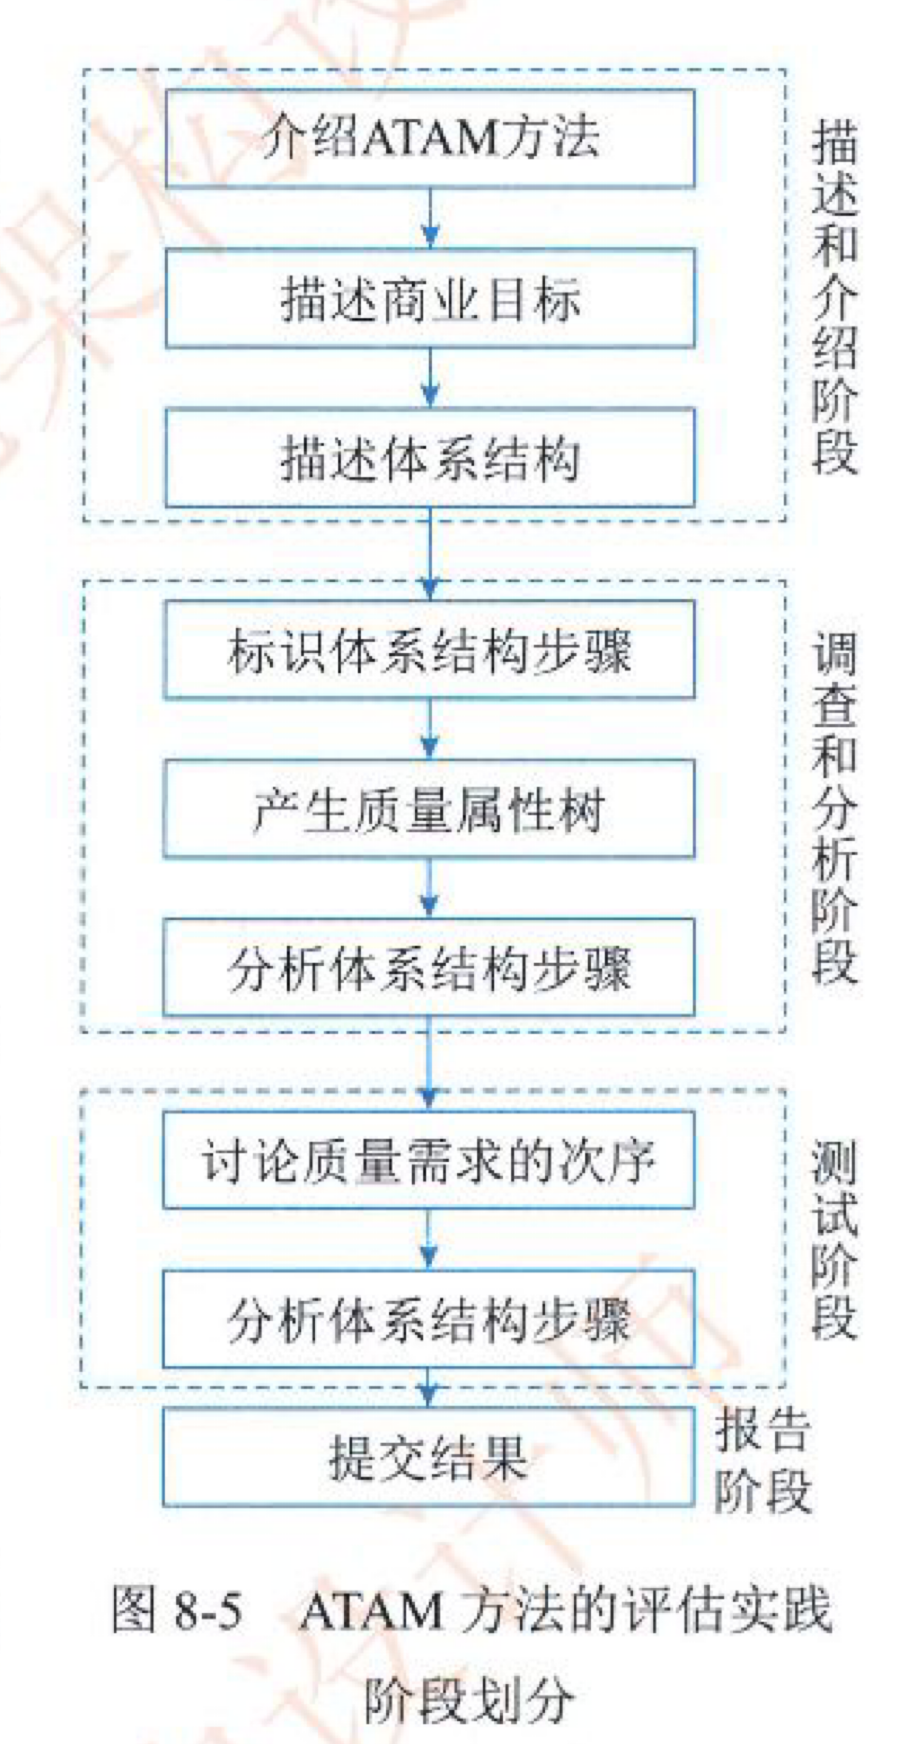 介绍ATAM方法
描述商业目标
描述体系结构
描述和介绍阶段
标识体系结构步骤
产生质量属性树
分析体系结构步骤
调查和分析阶段
讨论质量需求的次序
分析体系结构步骤
测试阶段
提交结果
报告
阶段
图 8-5 ATAM 方法的评估实践
阶段划分